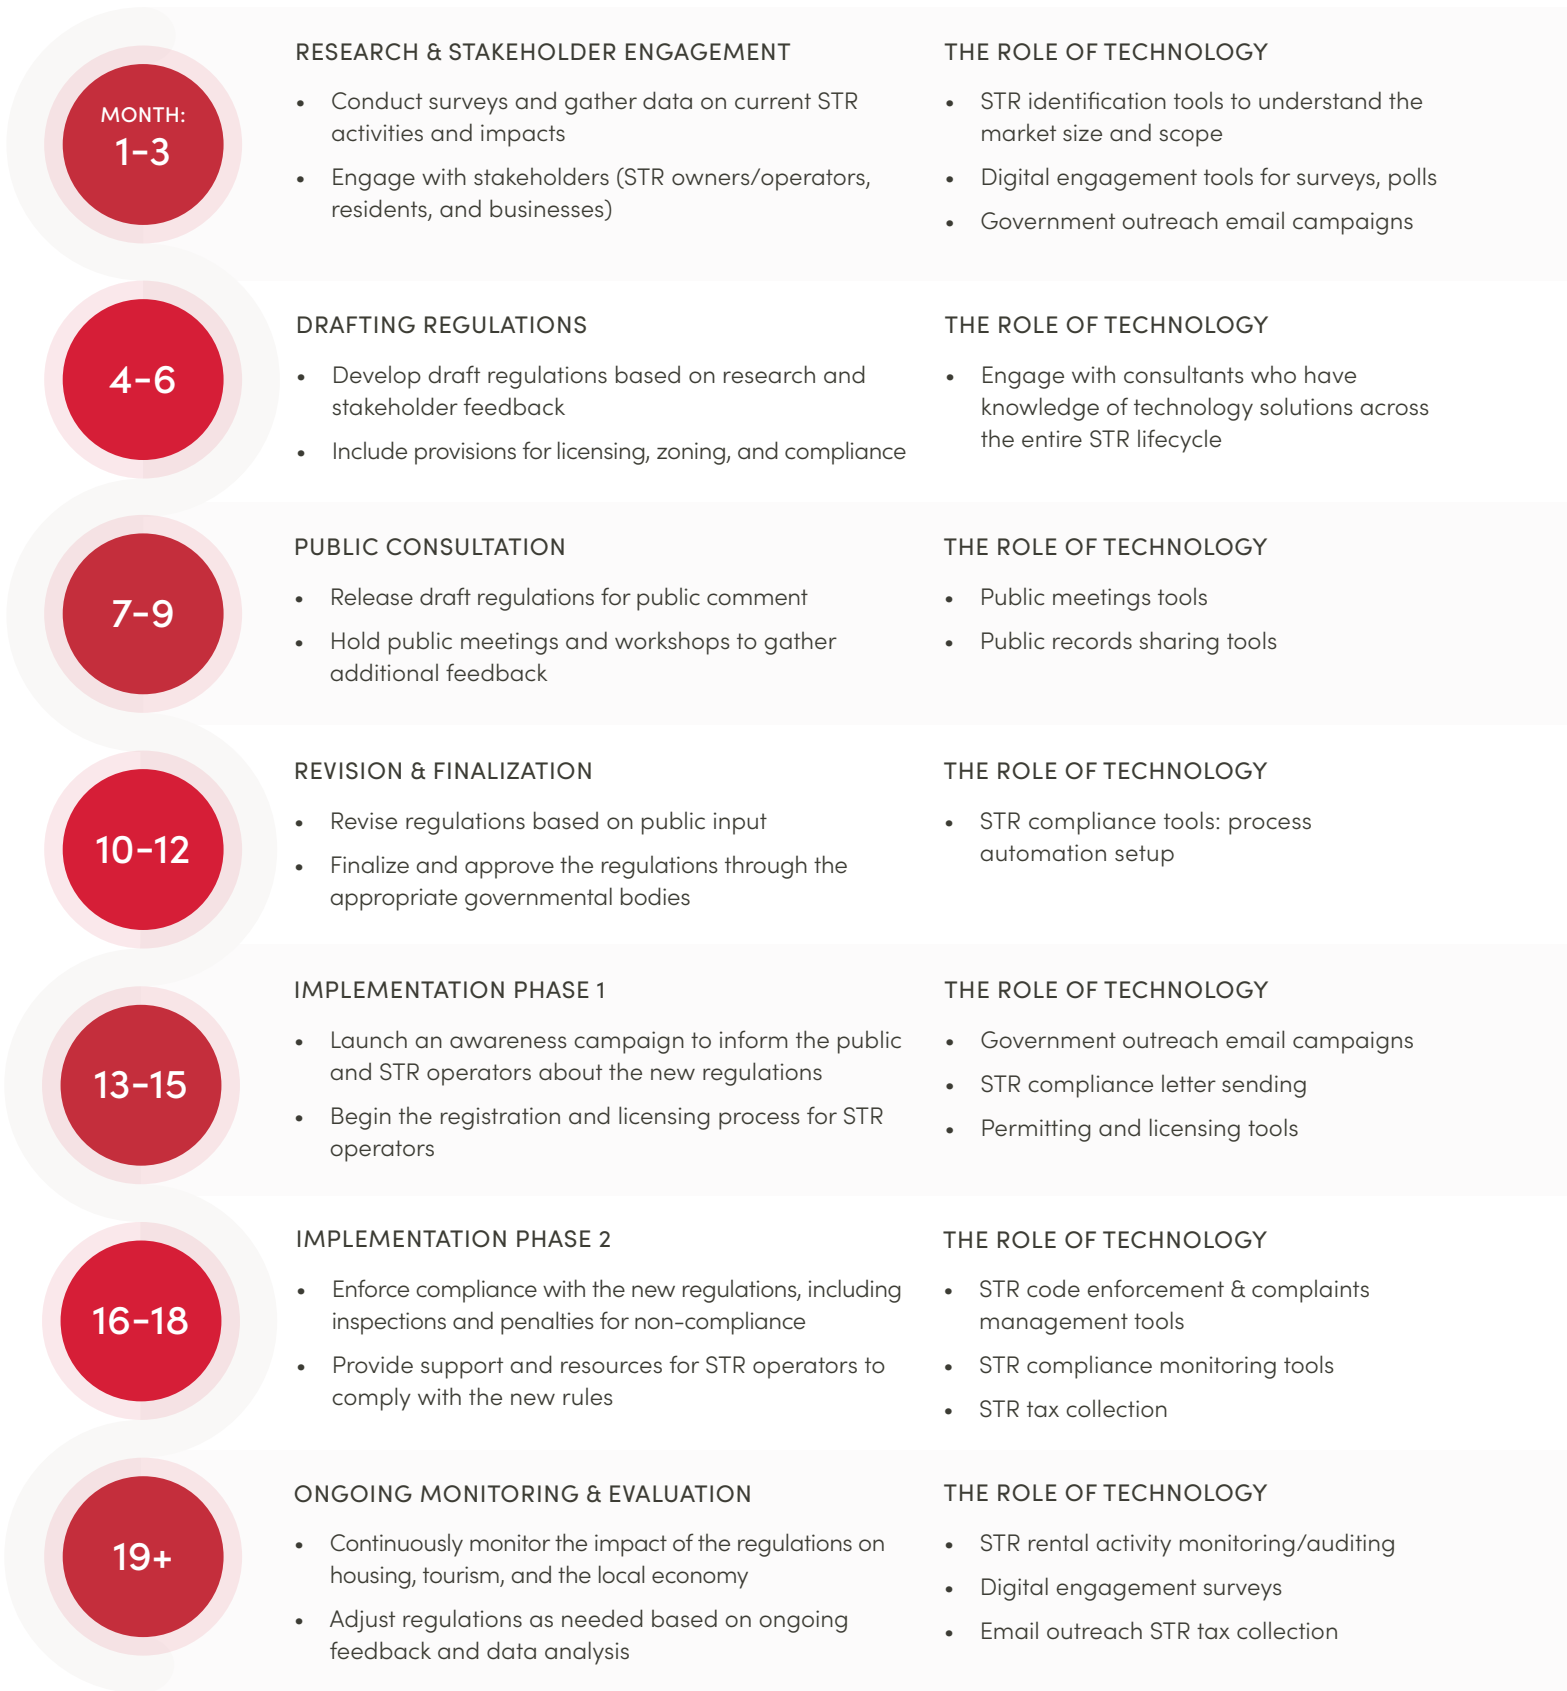 MONTH:
1-3
RESEARCH & STAKEHOLDER ENGAGEMENT
• Conduct surveys and gather data on current STR
activities and impacts
• Engage with stakeholders (STR owners/operators,
residents, and businesses)
THE ROLE OF TECHNOLOGY
• STR identification tools to understand the
market size and scope
• Digital engagement tools for surveys, polls
• Government outreach email campaigns
4-6
DRAFTING REGULATIONS
• Develop draft regulations based on research and
stakeholder feedback
• Include provisions for licensing, zoning, and compliance
THE ROLE OF TECHNOLOGY
• Engage with consultants who have
knowledge of technology solutions across
the entire STR lifecycle
7-9
PUBLIC CONSULTATION
• Release draft regulations for public comment
• Hold public meetings and workshops to gather
additional feedback
THE ROLE OF TECHNOLOGY
• Public meetings tools
• Public records sharing tools
10-12
REVISION & FINALIZATION
• Revise regulations based on public input
• Finalize and approve the regulations through the
appropriate governmental bodies
THE ROLE OF TECHNOLOGY
• STR compliance tools: process
automation setup
13-15
IMPLEMENTATION PHASE 1
• Launch an awareness campaign to inform the public
and STR operators about the new regulations
• Begin the registration and licensing process for STR
operators
THE ROLE OF TECHNOLOGY
• Government outreach email campaigns
• STR compliance letter sending
• Permitting and licensing tools
16-18
IMPLEMENTATION PHASE 2
• Enforce compliance with the new regulations, including
inspections and penalties for non-compliance
• Provide support and resources for STR operators to
comply with the new rules
THE ROLE OF TECHNOLOGY
• STR code enforcement & complaints
management tools
• STR compliance monitoring tools
• STR tax collection
19+
ONGOING MONITORING & EVALUATION
• Continuously monitor the impact of the regulations on
housing, tourism, and the local economy
• Adjust regulations as needed based on ongoing
feedback and data analysis
THE ROLE OF TECHNOLOGY
• STR rental activity monitoring/auditing
• Digital engagement surveys
• Email outreach STR tax collection